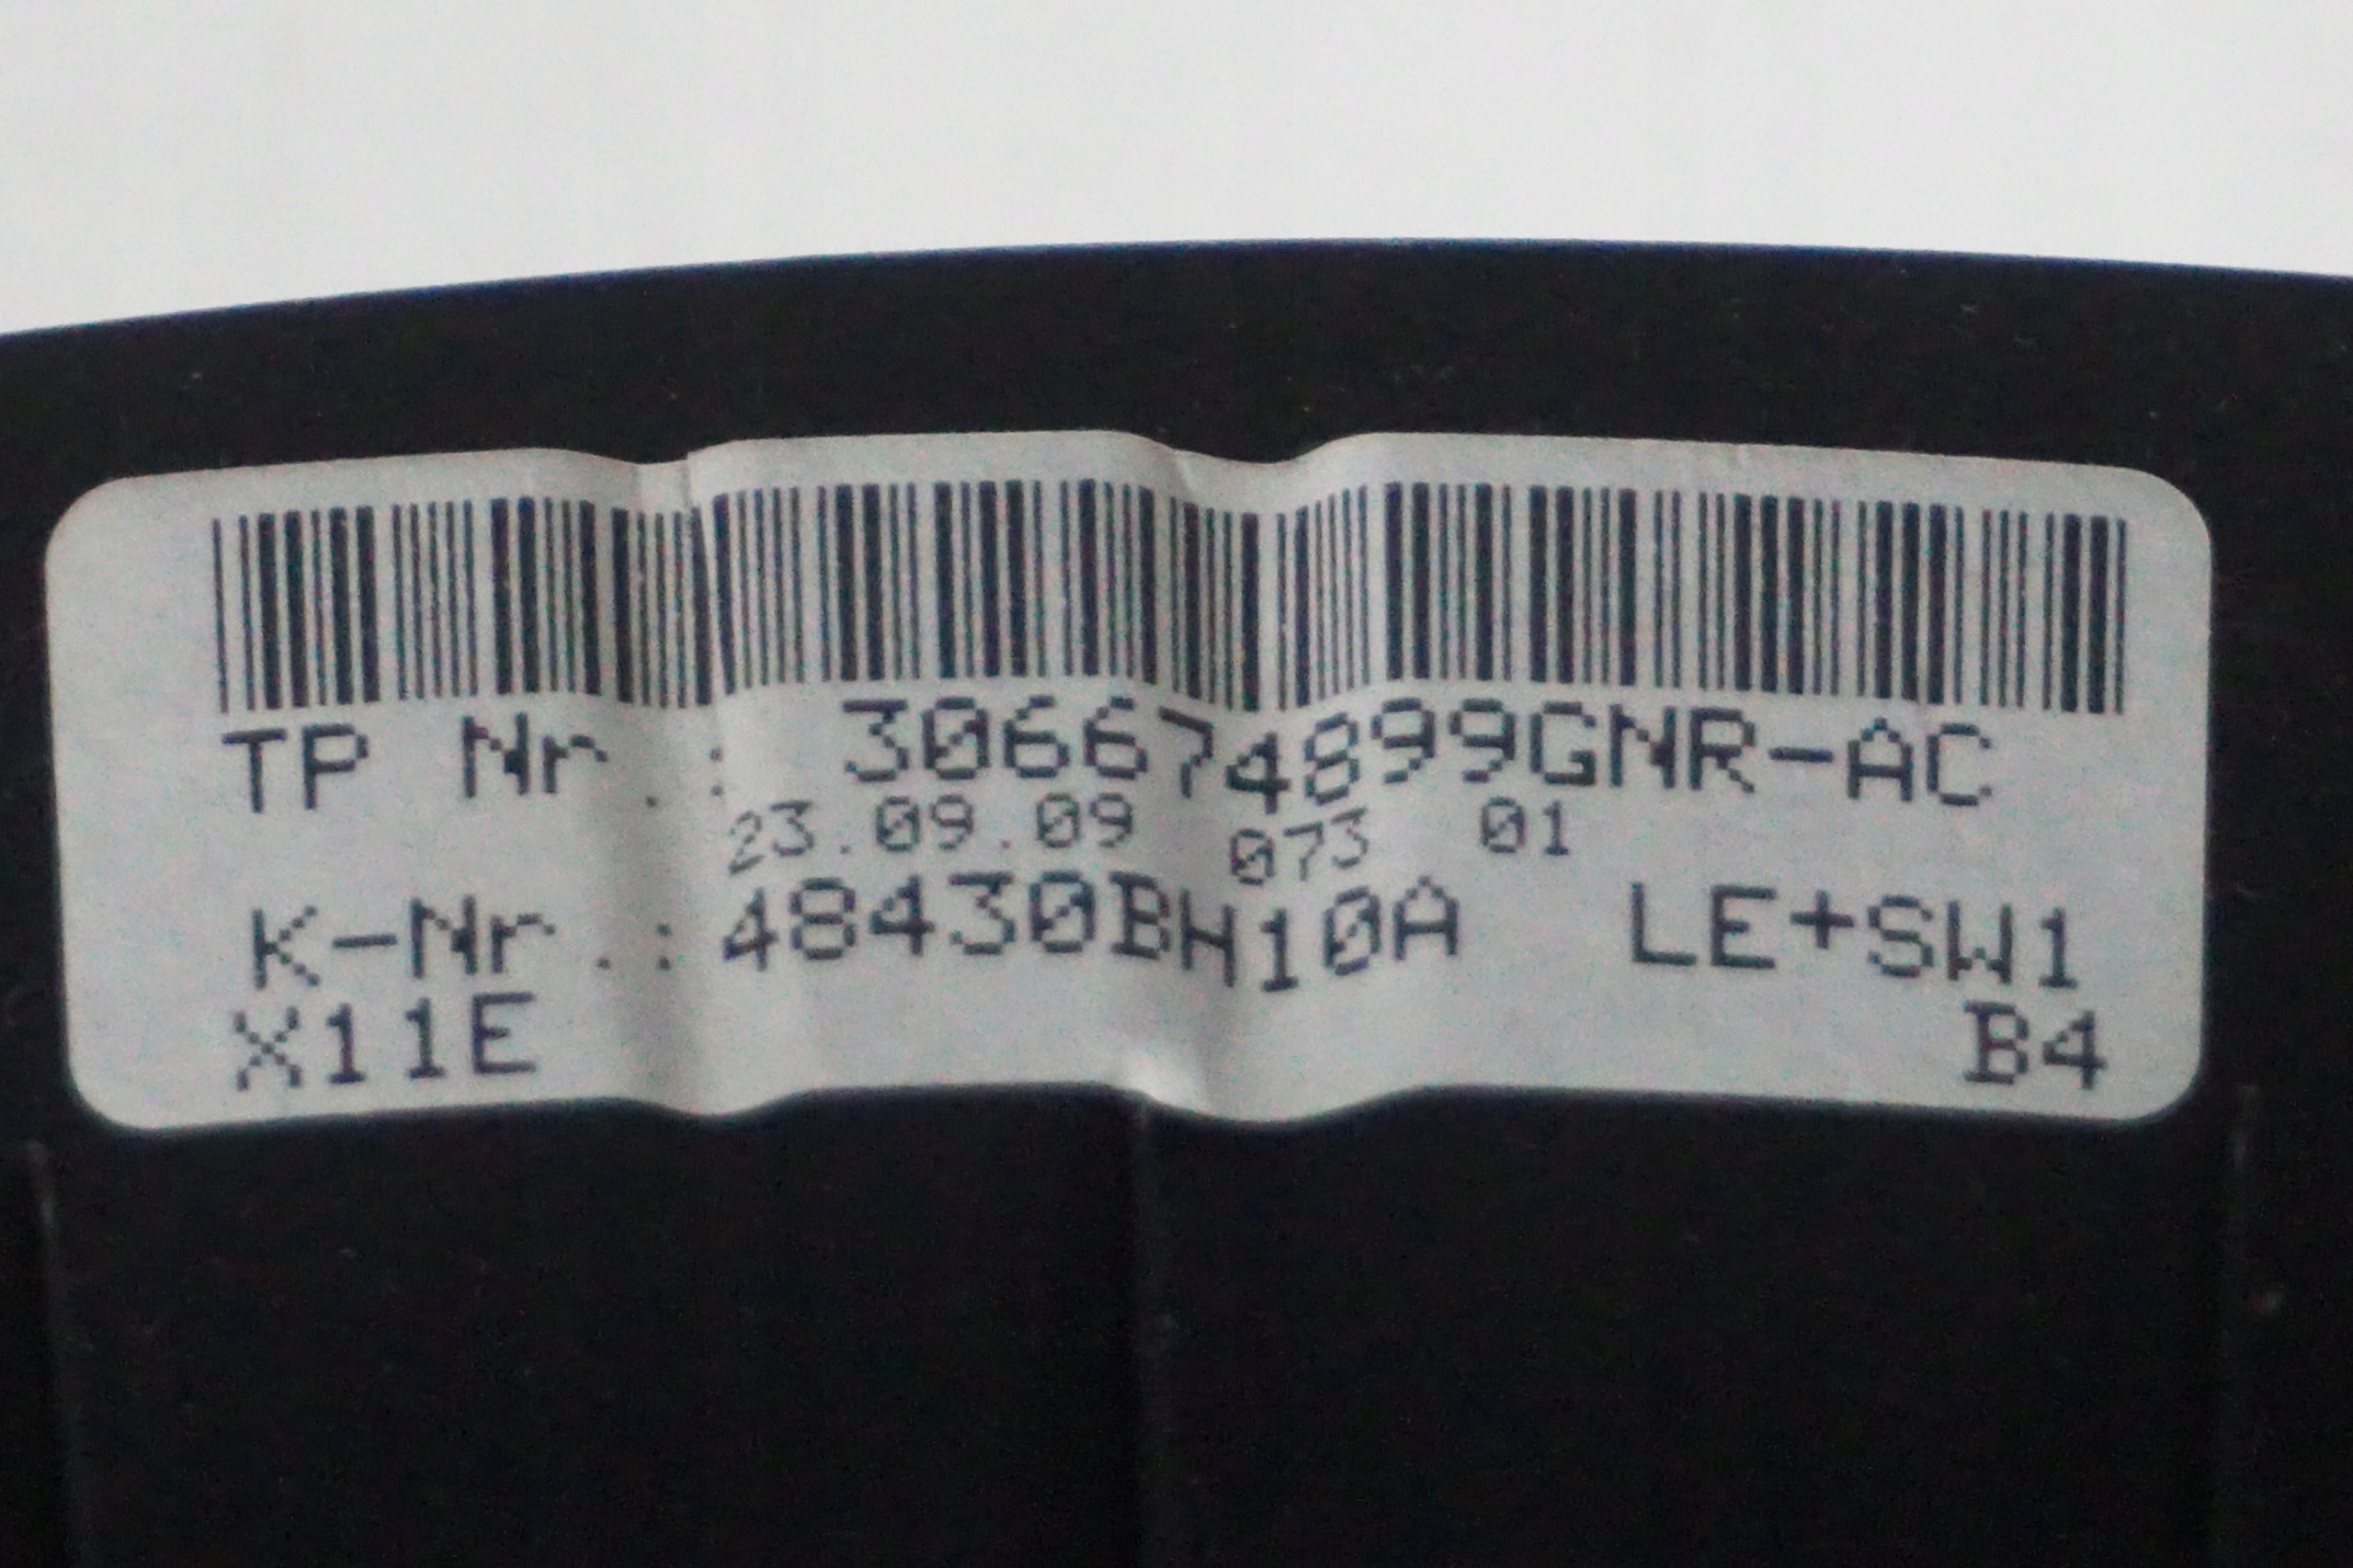 TP Nr.: 306674899GNR-AC
23.09.09 073 01
K-Nr.:48430BH10A LE+SW1
X11E B4